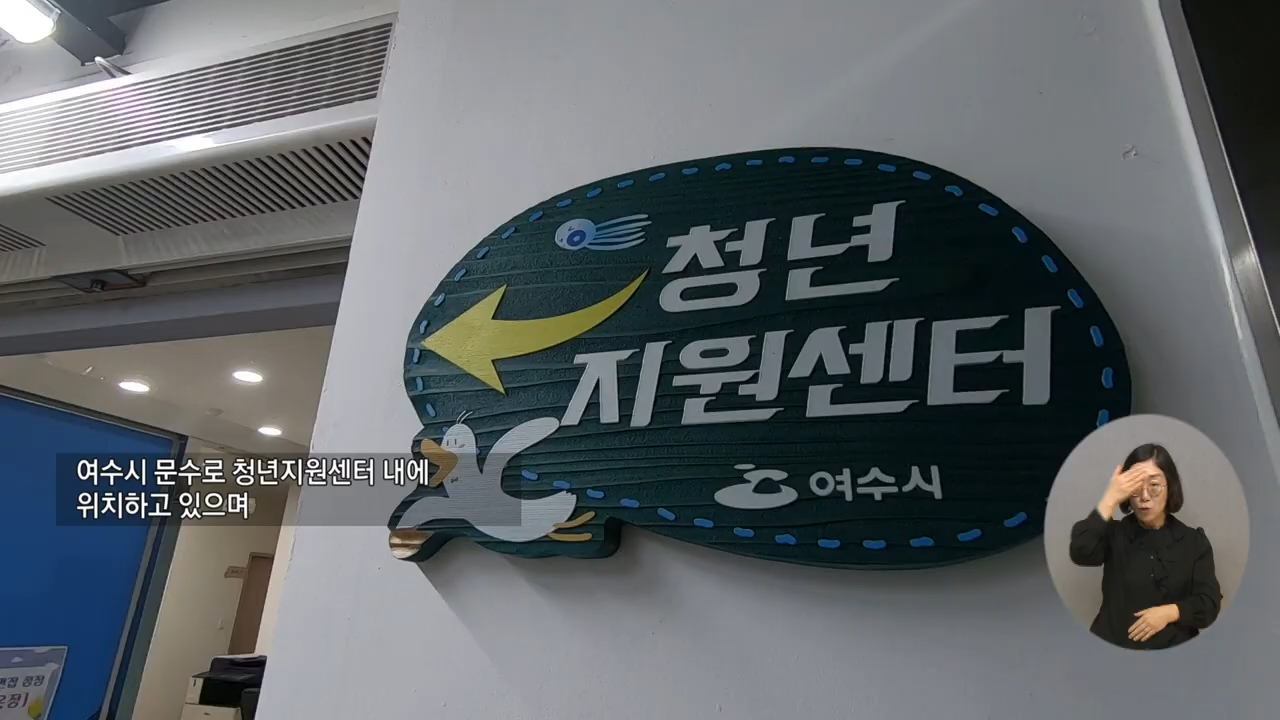 청년
지원센터
여수시
여수시 문수로 청년지원센터 내에
위치하고 있으며